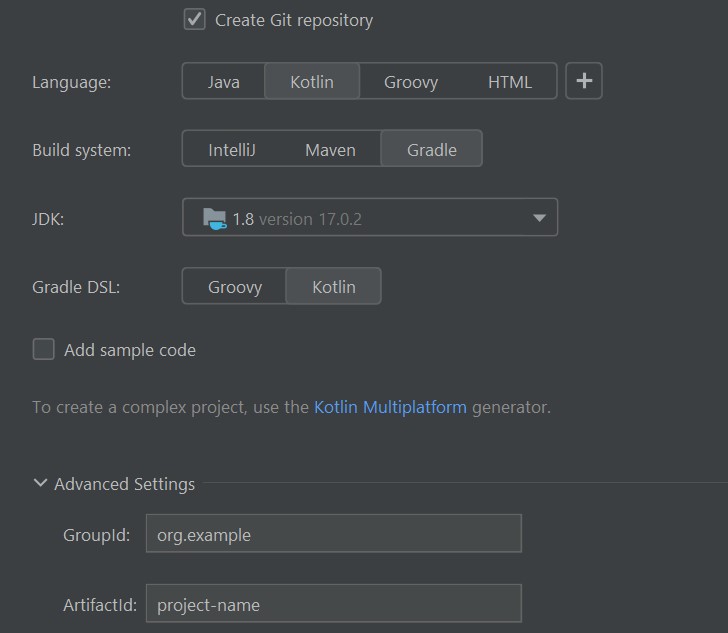 Create Git repository
Language: Java Kotlin Groovy HTML +
Build system: IntelliJ Maven Gradle
JDK: 1.8 version 17.0.2
Gradle DSL: Groovy Kotlin
Add sample code
To create a complex project, use the Kotlin Multiplatform generator.
Advanced Settings
GroupId: org.example
ArtifactId: project-name